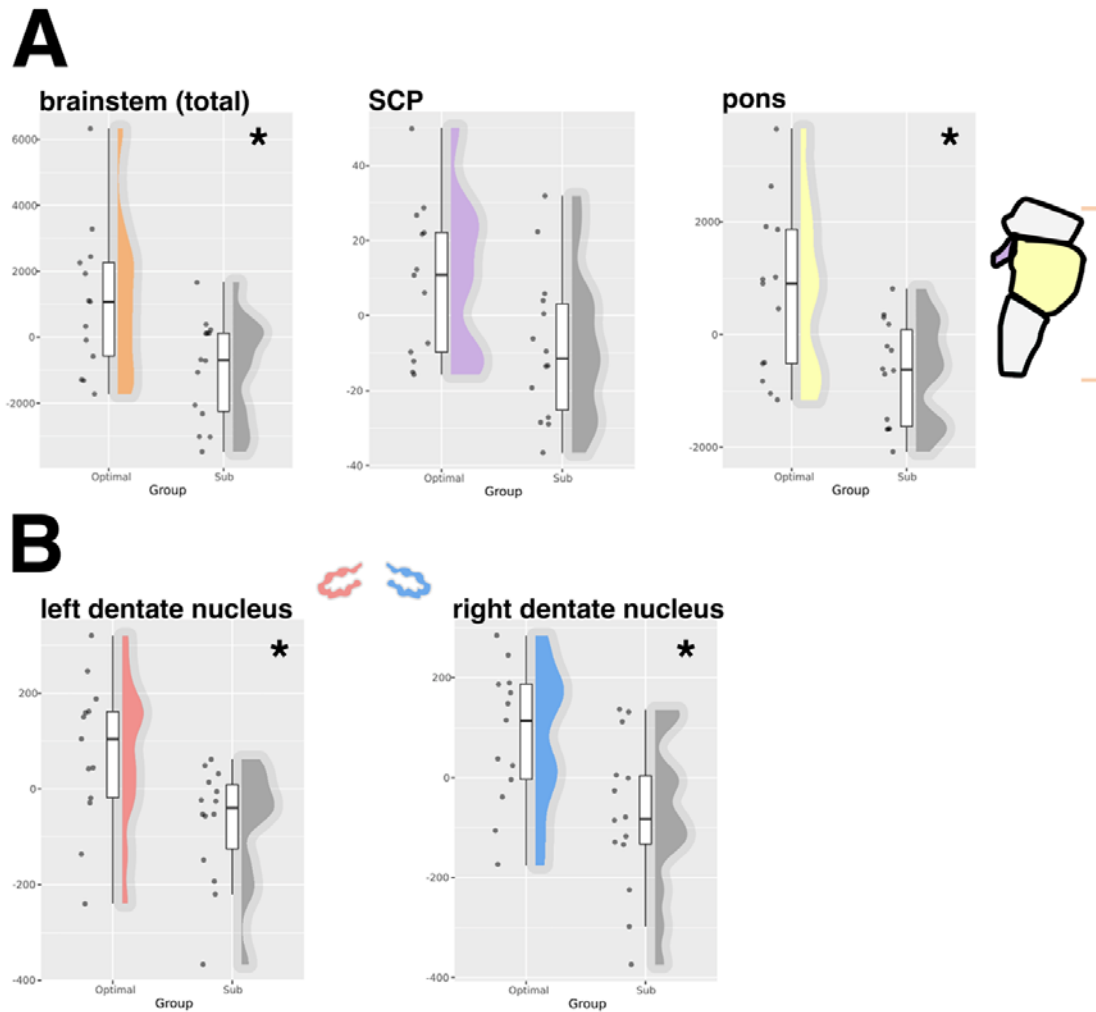 A
brainstem (total)
SCP
pons
*
*
6000
4000
2000
0
-2000
40
20
0
-20
-40
2000
0
-2000
Optimal
Sub
Group
Optimal
Sub
Group
Optimal
Sub
Group
B
left dentate nucleus
right dentate nucleus
*
*
200
0
-200
-400
200
0
-200
-400
Optimal
Sub
Group
Optimal
Sub
Group